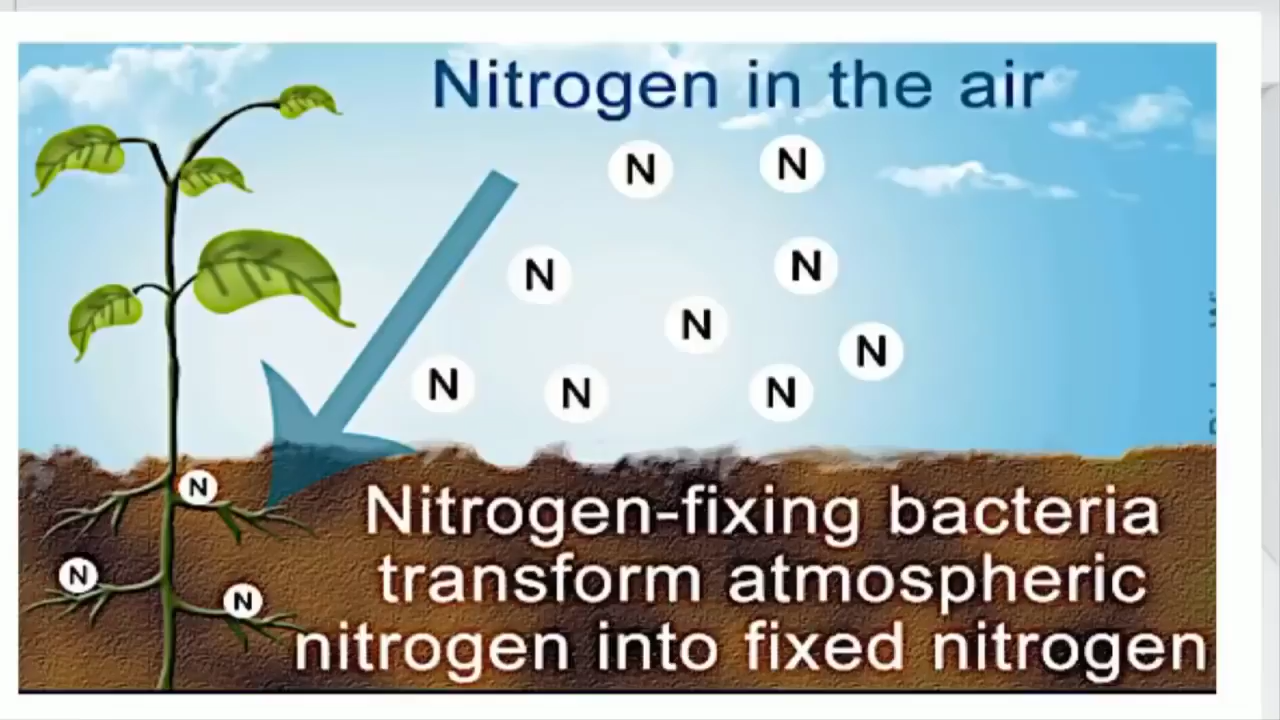 Nitrogen in the air
N N
N N
N
N
N N N
N
N
N
Nitrogen-fixing bacteria
transform atmospheric
nitrogen into fixed nitrogen